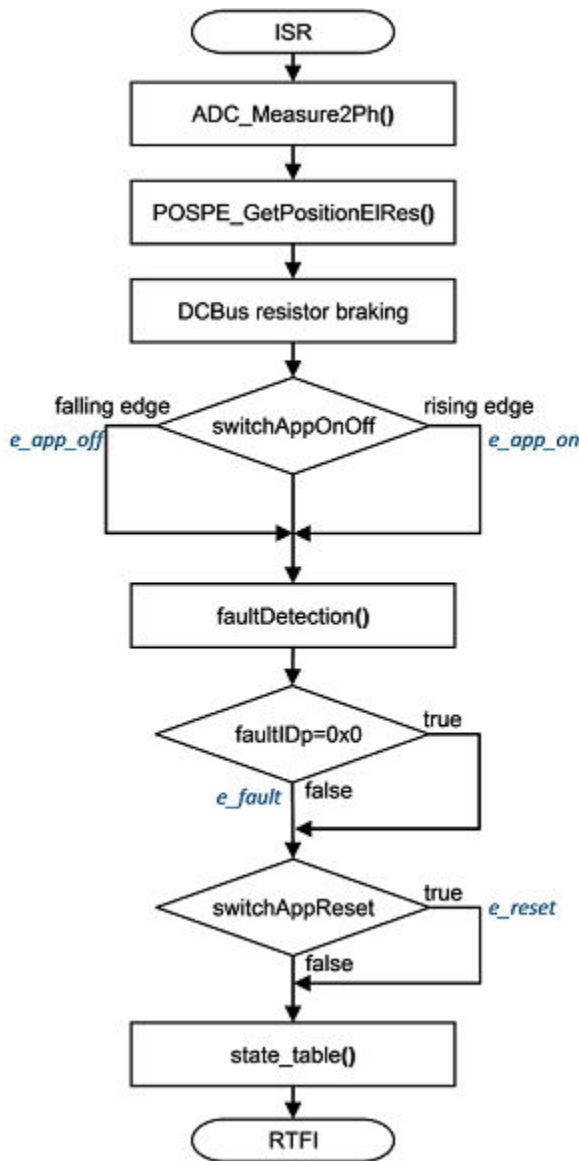 ISR
ADC_Measure2Ph()
POSPE_GetPositionElRes()
DCBus resistor braking
falling edge
rising edge
e_app_off
switchAppOnOff
e_app_on
faultDetection()
faultIDp=0x0
true
e_fault
false
switchAppReset
true
e_reset
false
state_table()
RTFI